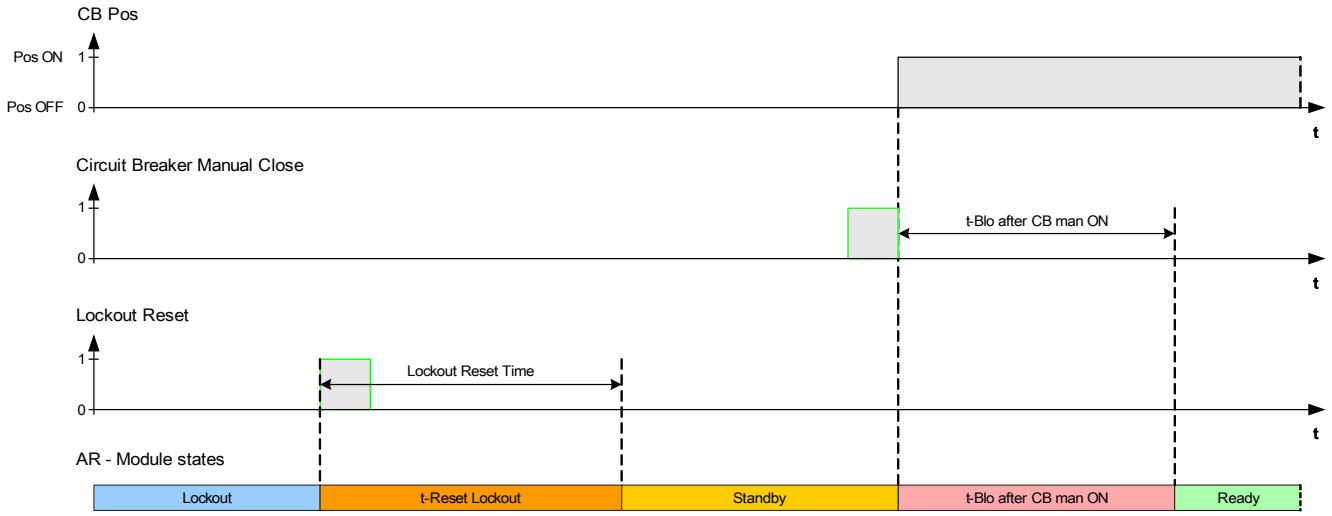 CB Pos
Pos ON 1
Pos OFF 0
t
Circuit Breaker Manual Close
1
t-Blo after CB man ON
0
t
Lockout Reset
1
Lockout Reset Time
0
t
AR - Module states
Lockout t-Reset Lockout Standby t-Blo after CB man ON Ready